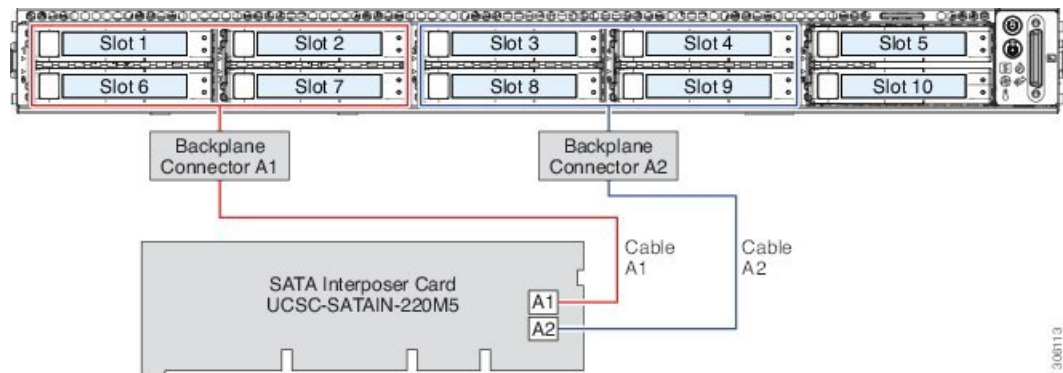 Slot 1
Slot 2
Slot 3
Slot 4
Slot 5
Slot 6
Slot 7
Slot 8
Slot 9
Slot 10
Backplane
Connector A1
Backplane
Connector A2
Cable
A1
Cable
A2
SATA Interposer Card
UCSC-SATAIN-220M5
A1
A2
306113